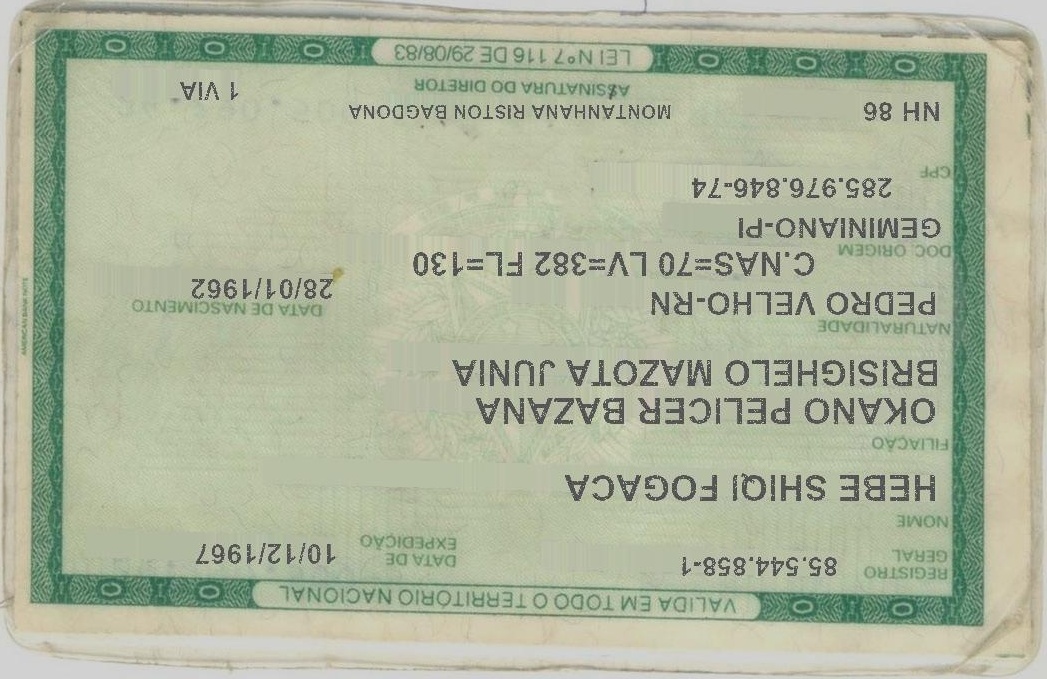 VALIDA EM TODO O TERRITÓRIO NACIONAL
REGISTRO GERAL 85.544.858-1 DATA DE EXPEDIÇÃO 10/12/1967
NOME
HEBE SHIQI FOGACA
FILIAÇÃO
OKANO PELICER BAZANA
BRISIGHELO MAZOTA JUNIA
NATURALIDADE DATA DE NASCIMENTO
PEDRO VELHO-RN 28/01/1962
DOC. ORIGEM C.NAS=70 LV=382 FL=130
GEMINIANO-PI
CPF 285.976.846-74
NH 86 MONTANHANA RISTON BAGDONA 1 VIA
ASSINATURA DO DIRETOR
LEI Nº 7.116 DE 29/08/83
AMERICAN BANK NOTE